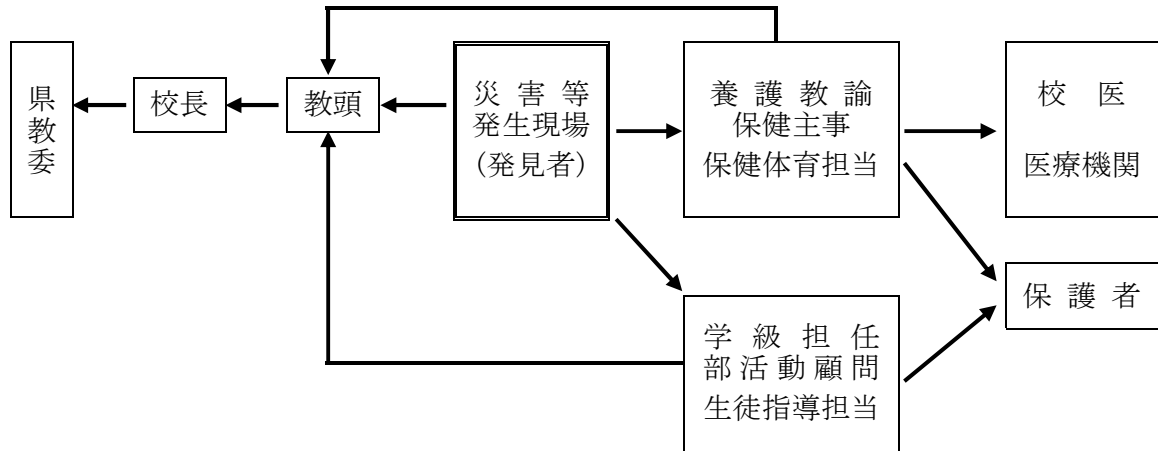 県教委
校長
教頭
災害等
発生現場
(発見者)
養護教諭
保健主事
保健体育担当
校医
医療機関
学級担任
部活動顧問
生徒指導担当
保護者